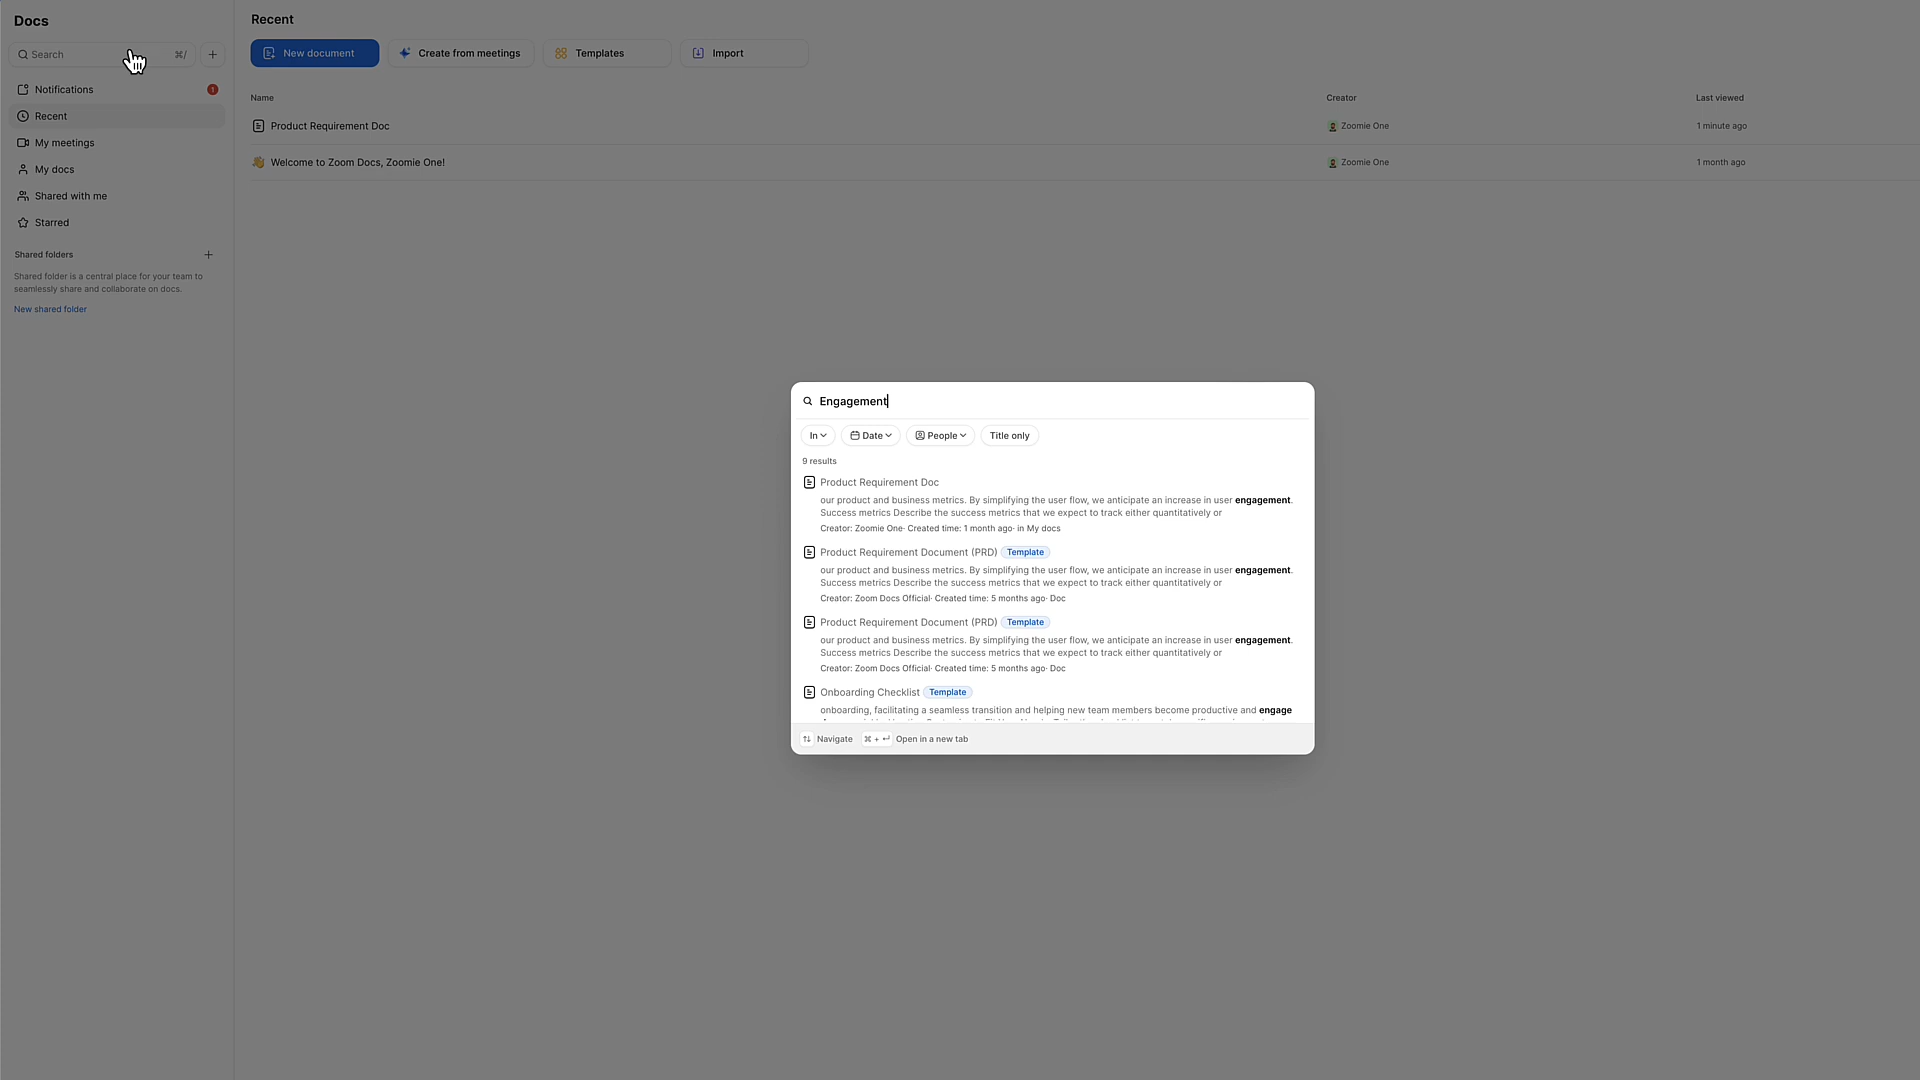 Docs
Search
⌘/
Notifications
1
Recent
My meetings
My docs
Shared with me
Starred
Shared folders
Shared folder is a central place for your team to
seamlessly share and collaborate on docs.
New shared folder
Recent
New document
Create from meetings
Templates
Import
Name
Creator
Last viewed
Product Requirement Doc
Zoomie One
1 minute ago
Welcome to Zoom Docs, Zoomie One!
Zoomie One
1 month ago
Engagement
In
Date
People
Title only
9 results
Product Requirement Doc
our product and business metrics. By simplifying the user flow, we anticipate an increase in user engagement.
Success metrics Describe the success metrics that we expect to track either quantitatively or
Creator: Zoomie One· Created time: 1 month ago· in My docs
Product Requirement Document (PRD) Template
our product and business metrics. By simplifying the user flow, we anticipate an increase in user engagement.
Success metrics Describe the success metrics that we expect to track either quantitatively or
Creator: Zoom Docs Official· Created time: 5 months ago· Doc
Product Requirement Document (PRD) Template
our product and business metrics. By simplifying the user flow, we anticipate an increase in user engagement.
Success metrics Describe the success metrics that we expect to track either quantitatively or
Creator: Zoom Docs Official· Created time: 5 months ago· Doc
Onboarding Checklist Template
onboarding, facilitating a seamless transition and helping new team members become productive and engage
Navigate
⌘ + ↵ Open in a new tab